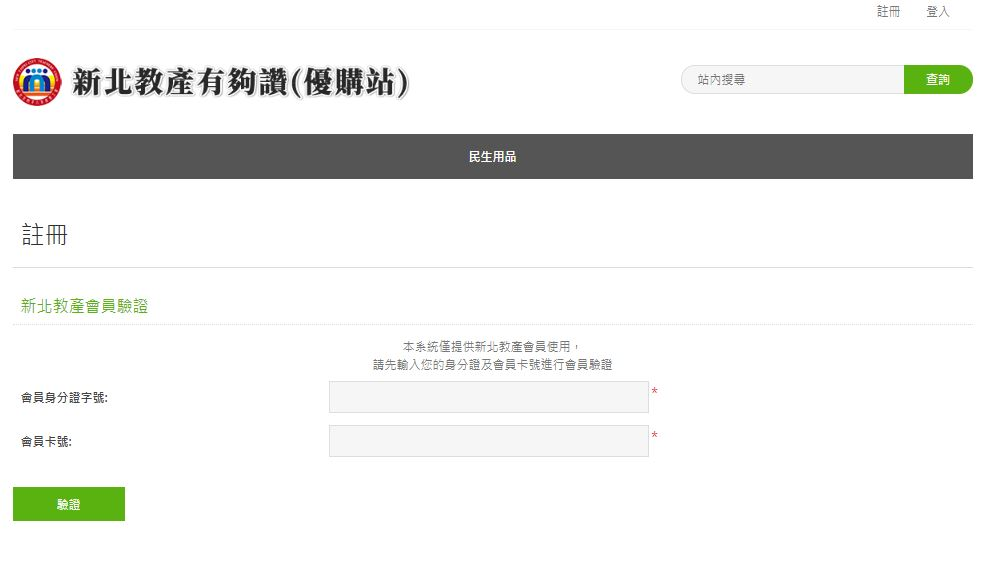 註冊 登入
新北教產有夠讚(優購站)
站內搜尋 查詢
民生用品
註冊
新北教產會員驗證
本系統僅提供新北教產會員使用，
請先輸入您的身分證及會員卡號進行會員驗證
會員身分證字號: *
會員卡號: *
驗證